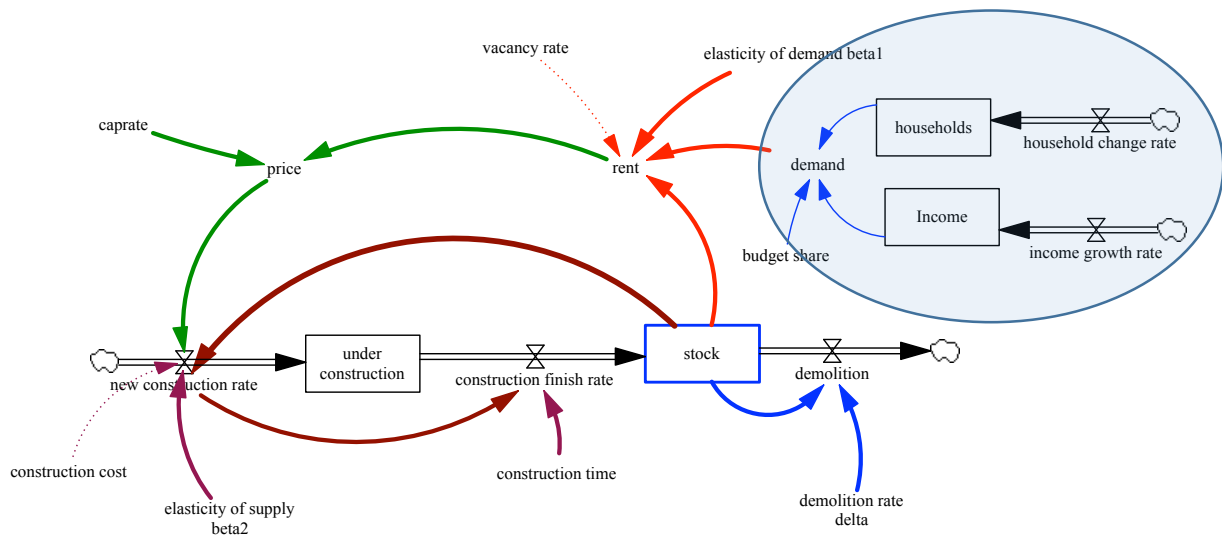 vacancy rate
elasticity of demand beta1
caprate
households
household change rate
price
rent
demand
Income
budget share
income growth rate
under
construction
stock
new construction rate
construction finish rate
demolition
construction cost
construction time
elasticity of supply
beta2
demolition rate
delta